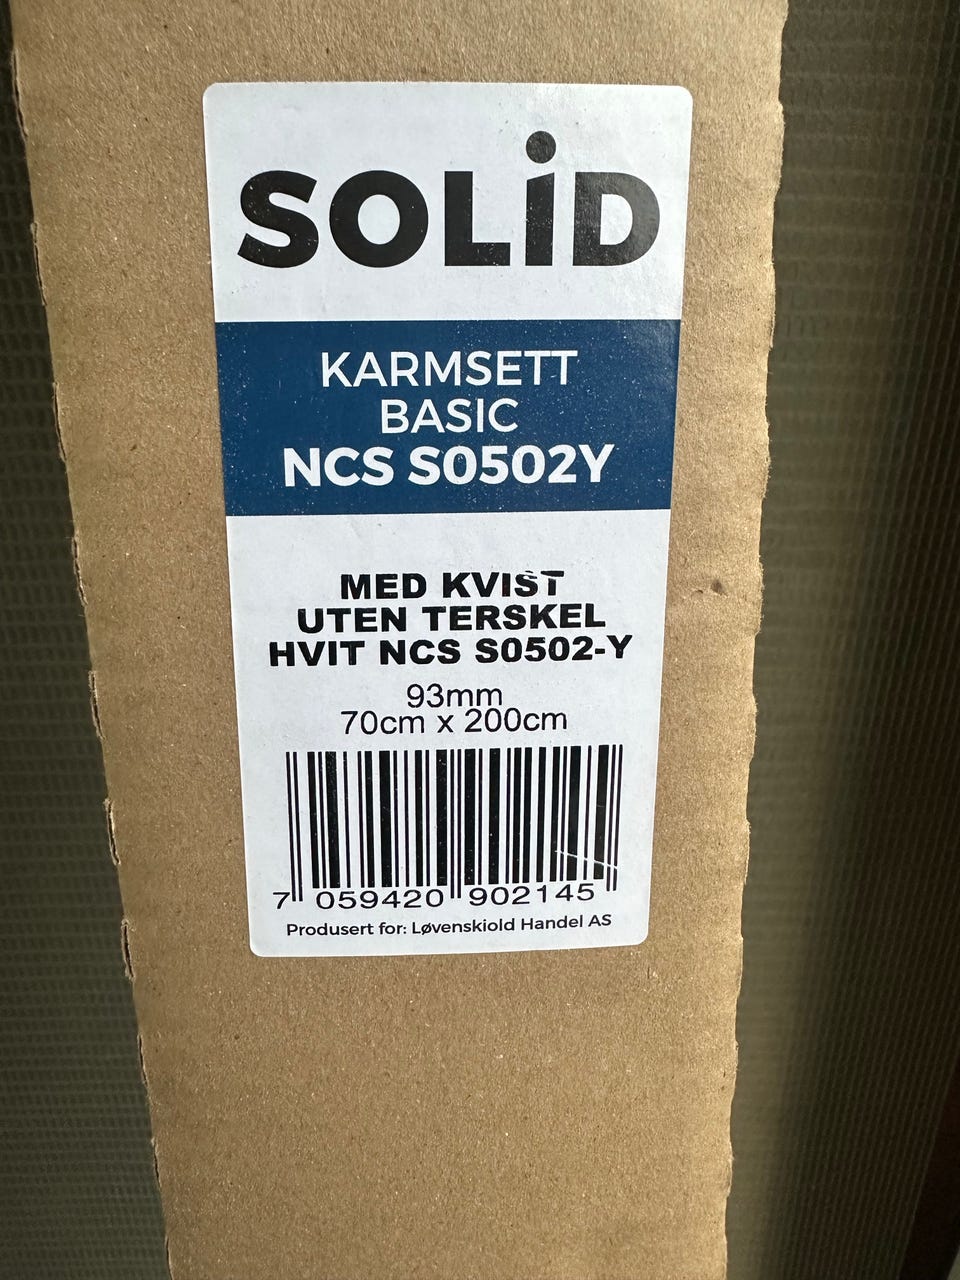 SOLiD
KARMSETT
BASIC
NCS S0502Y
MED KVIST
UTEN TERSKEL
HVIT NCS S0502-Y
93mm
70cm x 200cm
7 059420 902145
Produsert for: Løvenskiold Handel AS